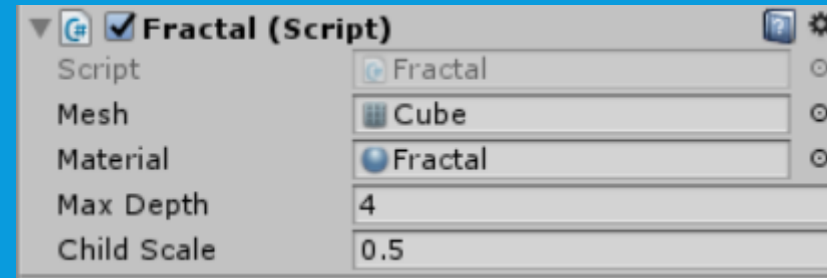 Fractal (Script)
Script Fractal
Mesh Cube
Material Fractal
Max Depth 4
Child Scale 0.5